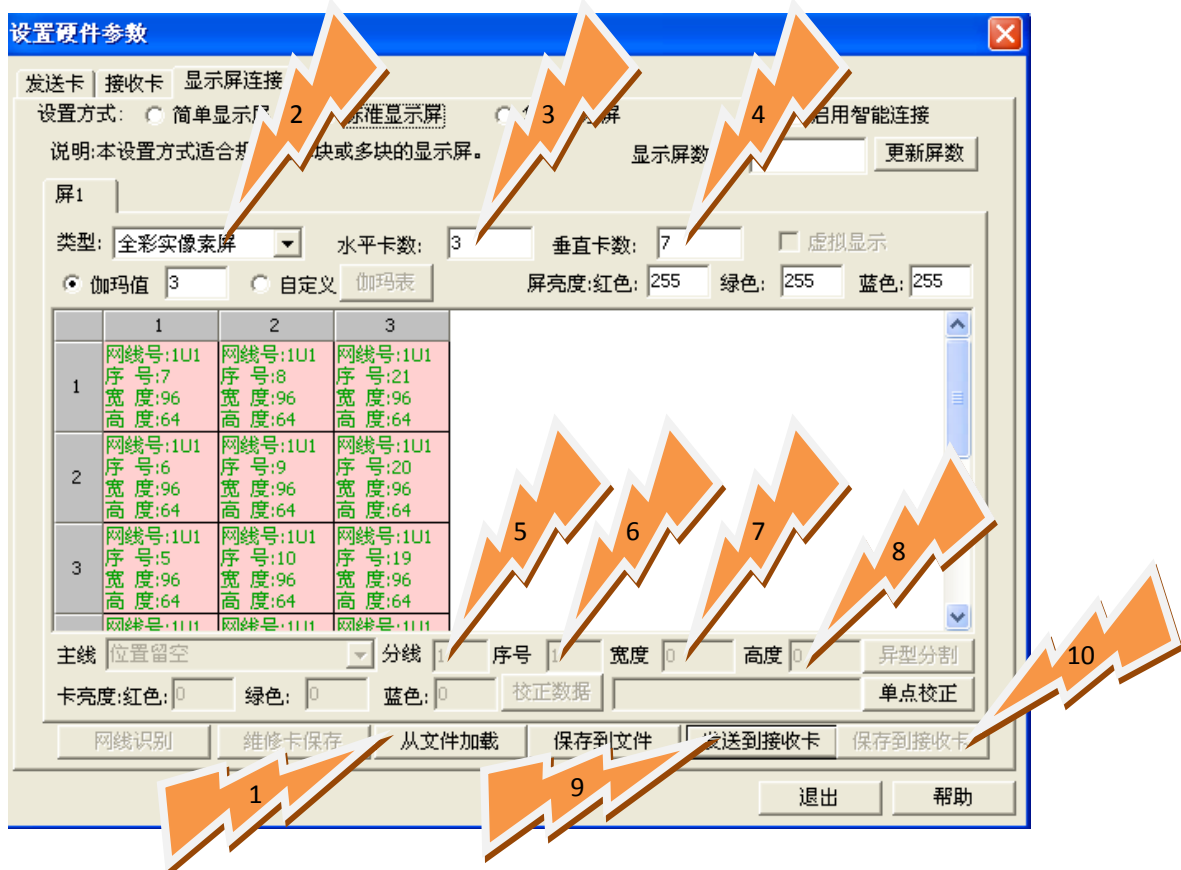 设置硬件参数
发送卡 接收卡 显示屏连接
设置方式: 简单显示屏 标准显示屏 屏 启用智能连接
2 3 4
说明:本设置方式适合 块或多块的显示屏。 显示屏数 更新屏数
屏1
类型: 全彩实像素屏 水平卡数: 3 垂直卡数: 7 虚拟显示
伽玛值 3 自定义 伽玛表 屏亮度:红色: 255 绿色: 255 蓝色: 255
1 2 3
网线号:1U1 网线号:1U1 网线号:1U1
序 号:7 序 号:8 序 号:21
1
宽 度:96 宽 度:96 宽 度:96
高 度:64 高 度:64 高 度:64
网线号:1U1 网线号:1U1 网线号:1U1
序 号:6 序 号:9 序 号:20
2
宽 度:96 宽 度:96 宽 度:96
高 度:64 高 度:64 高 度:64
网线号:1U1 网线号:1U1 网线号:1U1
序 号:5 序 号:10 序 号:19
3
宽 度:96 宽 度:96 宽 度:96
高 度:64 高 度:64 高 度:64
网线号:1U1 网线号:1U1 网线号:1U1
5 6 7 8
主线 位置留空 分线 1 序号 1 宽度 0 高度 0 异型分割
10
卡亮度:红色: 0 绿色: 0 蓝色: 0 校正数据 单点校正
网线识别 维修卡保存 从文件加载 保存到文件 发送到接收卡 保存到接收卡
1 9
退出 帮助